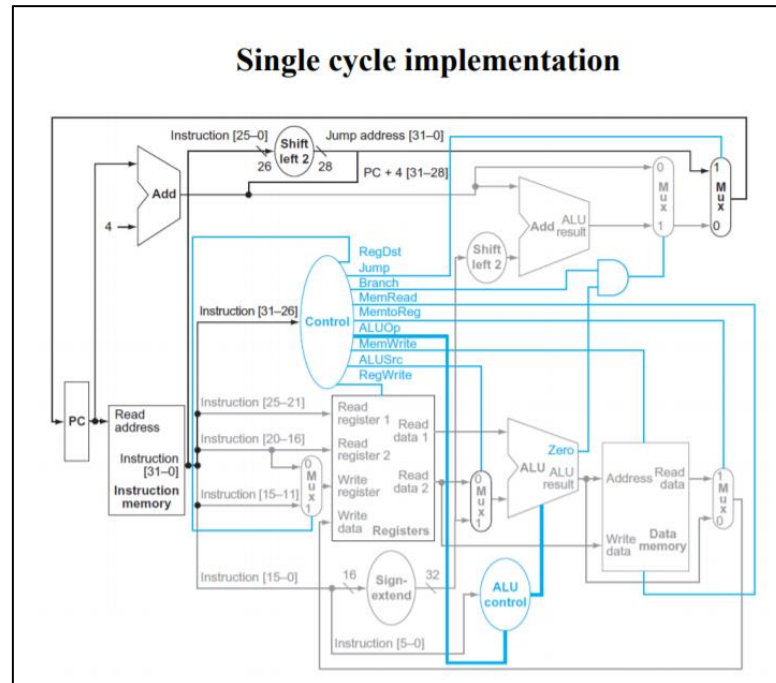 Single cycle implementation
Instruction [25–0]
Shift
left 2
Jump address [31–0]
26
28
PC + 4 [31–28]
Add
4
Add
ALU
result
Shift
left 2
0
M
u
x
1
1
M
u
x
0
RegDst
Jump
Branch
MemRead
MemtoReg
ALUOp
MemWrite
ALUSrc
RegWrite
Control
Instruction [31–26]
PC
Read
address
Instruction
[31–0]
Instruction
memory
Instruction [25–21]
Instruction [20–16]
Instruction [15–11]
0
M
u
x
1
Read
register 1
Read
register 2
Write
register
Write
data
Read
data 1
Read
data 2
Registers
0
M
u
x
1
Zero
ALU
ALU
result
Address
Write
data
Read
data
Data
memory
1
M
u
x
0
Instruction [15–0]
16
Sign-
extend
32
ALU
control
Instruction [5–0]